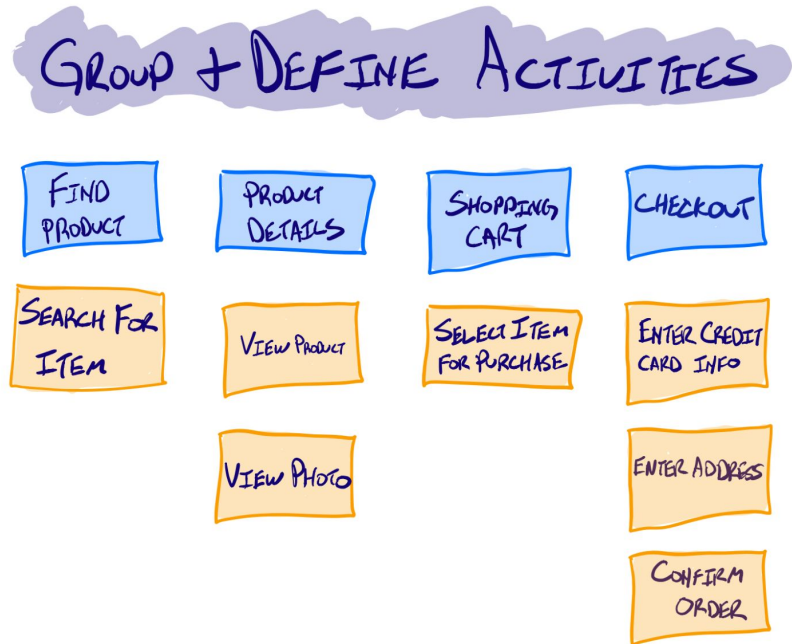 GROUP + DEFINE ACTIVITIES
FIND
PRODUCT
PRODUCT
DETAILS
SHOPPING
CART
CHECKOUT
SEARCH FOR
ITEM
VIEW PRODUCT
SELECT ITEM
FOR PURCHASE
ENTER CREDIT
CARD INFO
VIEW PHOTO
ENTER ADDRESS
CONFIRM
ORDER